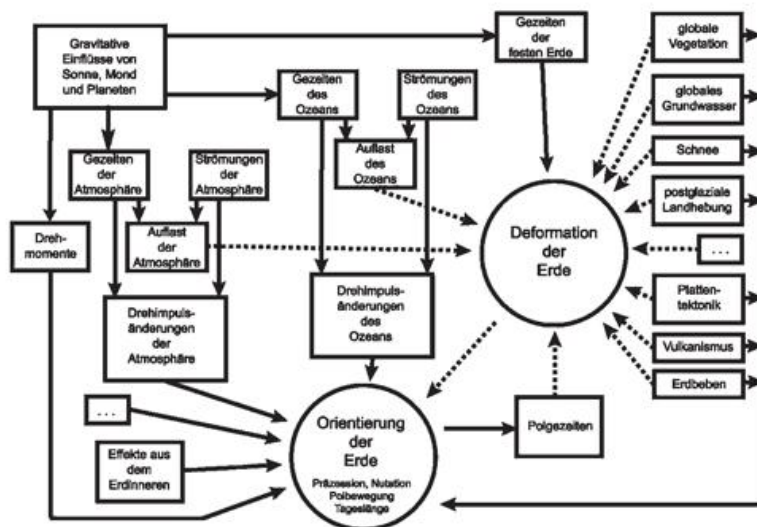 Gravitative
Einflüsse von
Sonne, Mond
und Planeten
Gezeiten
der
festen Erde
globale
Vegetation
Gezeiten
des
Ozeans
Strömungen
des
Ozeans
globales
Grundwasser
Auflast
des
Ozeans
Schnee
Gezeiten
der
Atmosphäre
Strömungen
der
Atmosphäre
postglaziale
Landhebung
Dreh-
momente
Auflast
der
Atmosphäre
Deformation
der
Erde
...
Drehimpuls-
änderungen
der
Atmosphäre
Drehimpuls-
änderungen
des
Ozeans
Platten-
tektonik
Vulkanismus
Erdbeben
...
Orientierung
der
Erde
Präzession, Nutation
Polbewegung
Tageslänge
Polgezeiten
Effekte aus
dem
Erdinneren